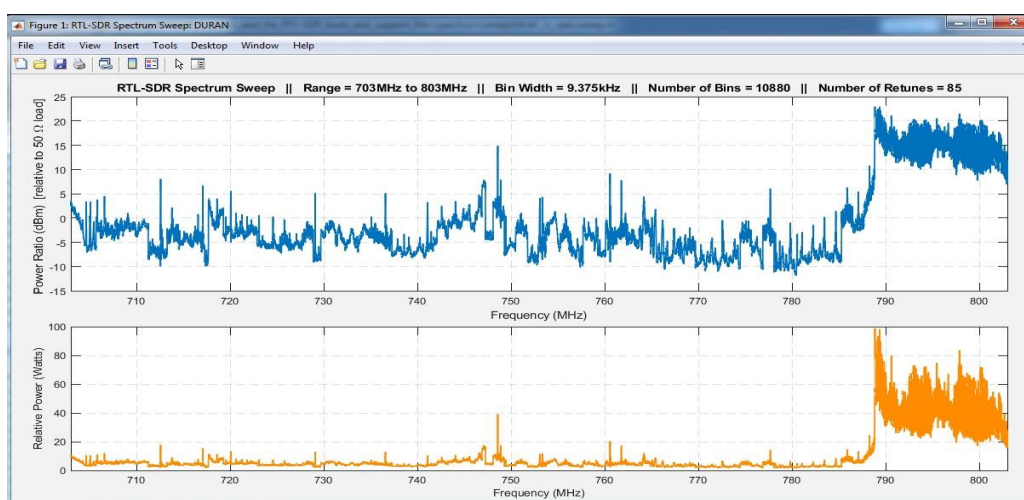 Figure 1: RTL-SDR Spectrum Sweep: DURAN
File Edit View Insert Tools Desktop Window Help
RTL-SDR Spectrum Sweep || Range = 703MHz to 803MHz || Bin Width = 9.375kHz || Number of Bins = 10880 || Number of Retunes = 85
Power Ratio (dBm) [relative to 50 Ω load]
25
20
15
10
5
0
-5
-10
-15
710 720 730 740 750 760 770 780 790 800
Frequency (MHz)
Relative Power (Watts)
100
80
60
40
20
0
710 720 730 740 750 760 770 780 790 800
Frequency (MHz)